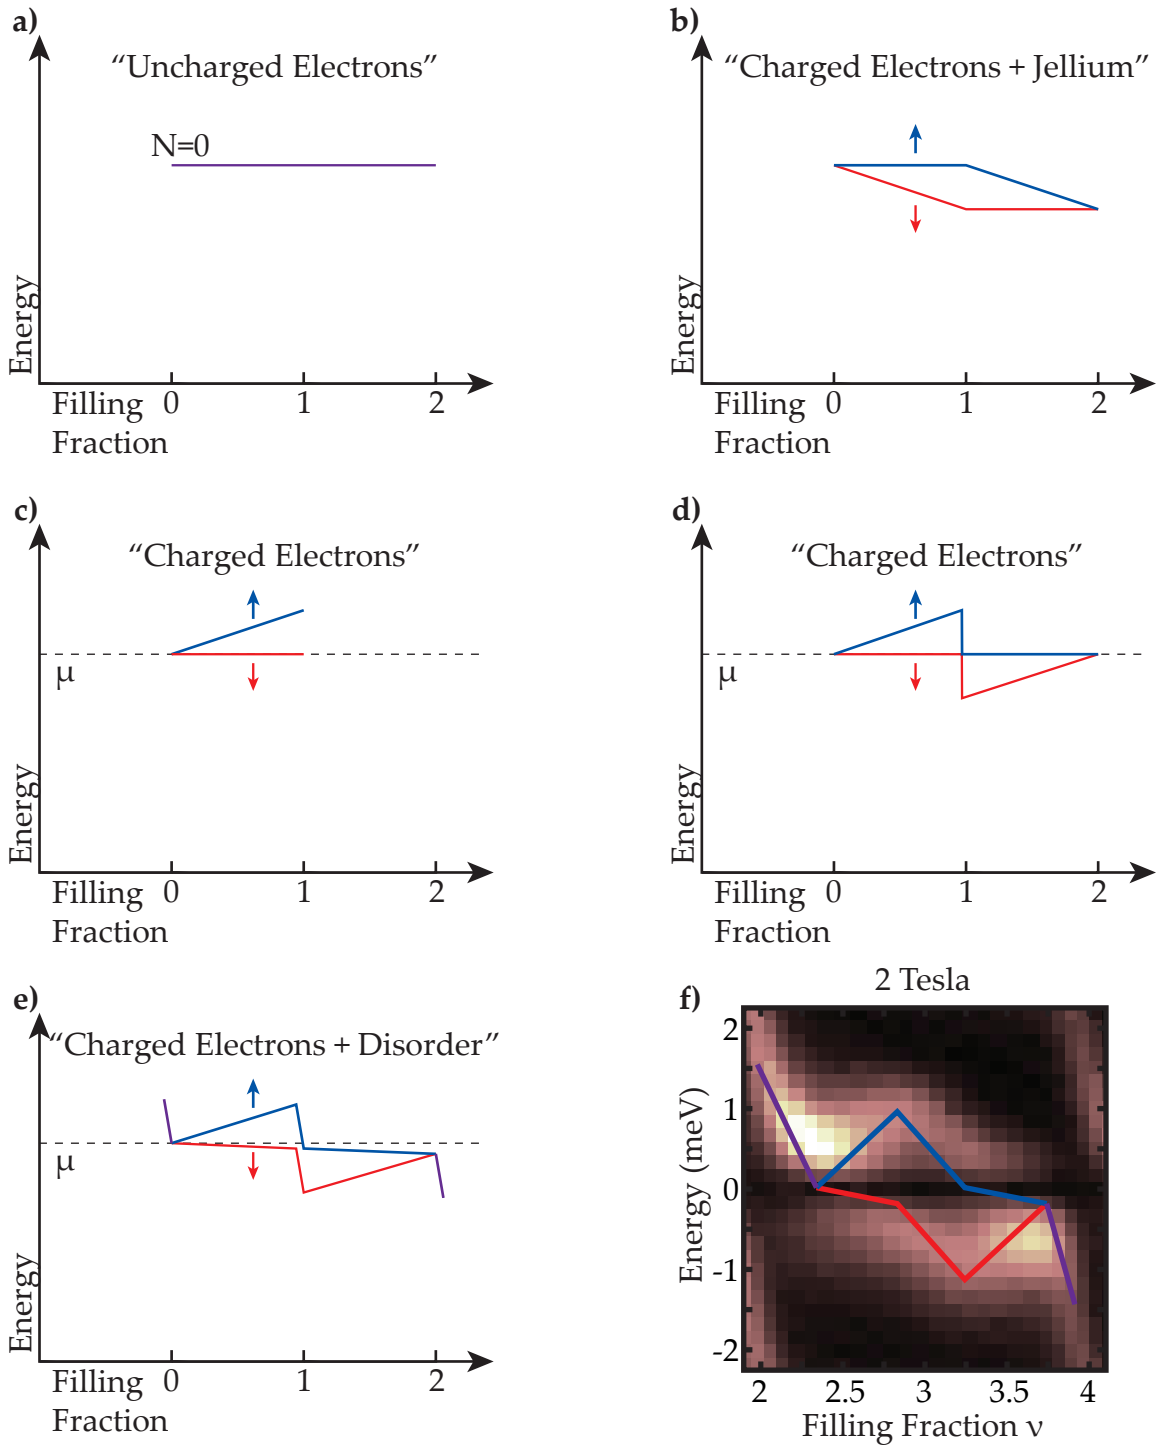 a)
“Uncharged Electrons”
N=0
Energy
0
1
2
Filling
Fraction
b)
“Charged Electrons + Jellium”
Energy
0
1
2
Filling
Fraction
c)
“Charged Electrons”
μ
Energy
0
1
2
Filling
Fraction
d)
“Charged Electrons”
μ
Energy
0
1
2
Filling
Fraction
e)
“Charged Electrons + Disorder”
μ
Energy
0
1
2
Filling
Fraction
f)
2 Tesla
Energy (meV)
2
1
0
-1
-2
2
2.5
3
3.5
4
Filling Fraction ν